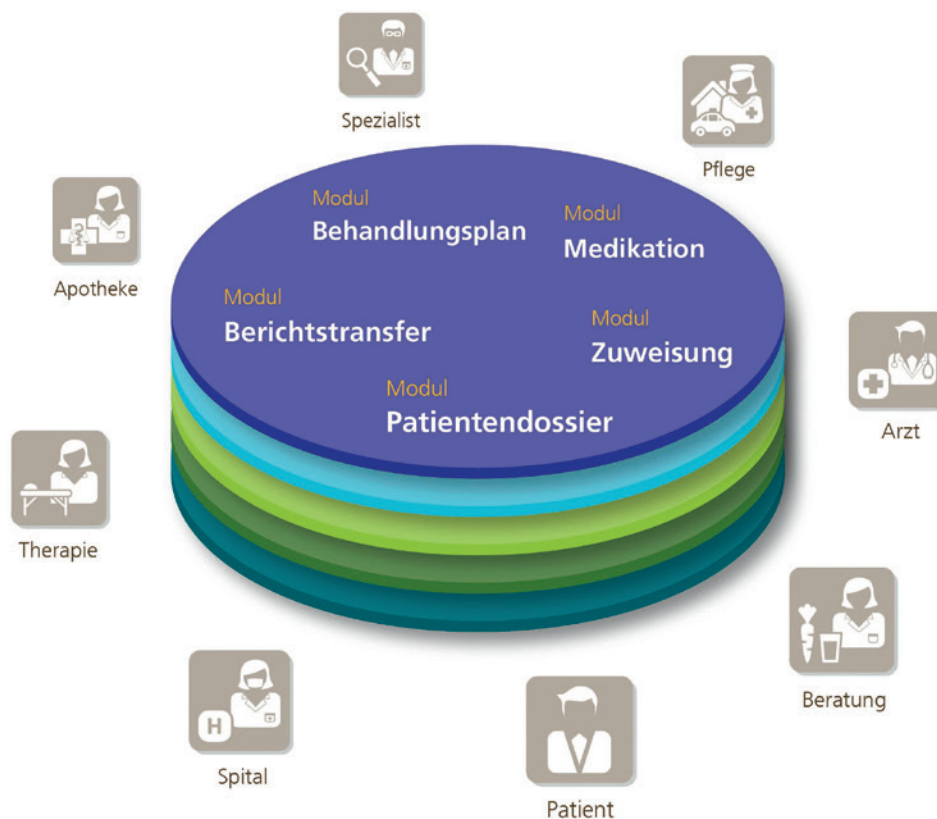 Spezialist
Pflege
Modul
Behandlungsplan
Modul
Medikation
Apotheke
Modul
Berichtstransfer
Modul
Zuweisung
Modul
Patientendossier
Arzt
Therapie
Beratung
H
Spital
Patient